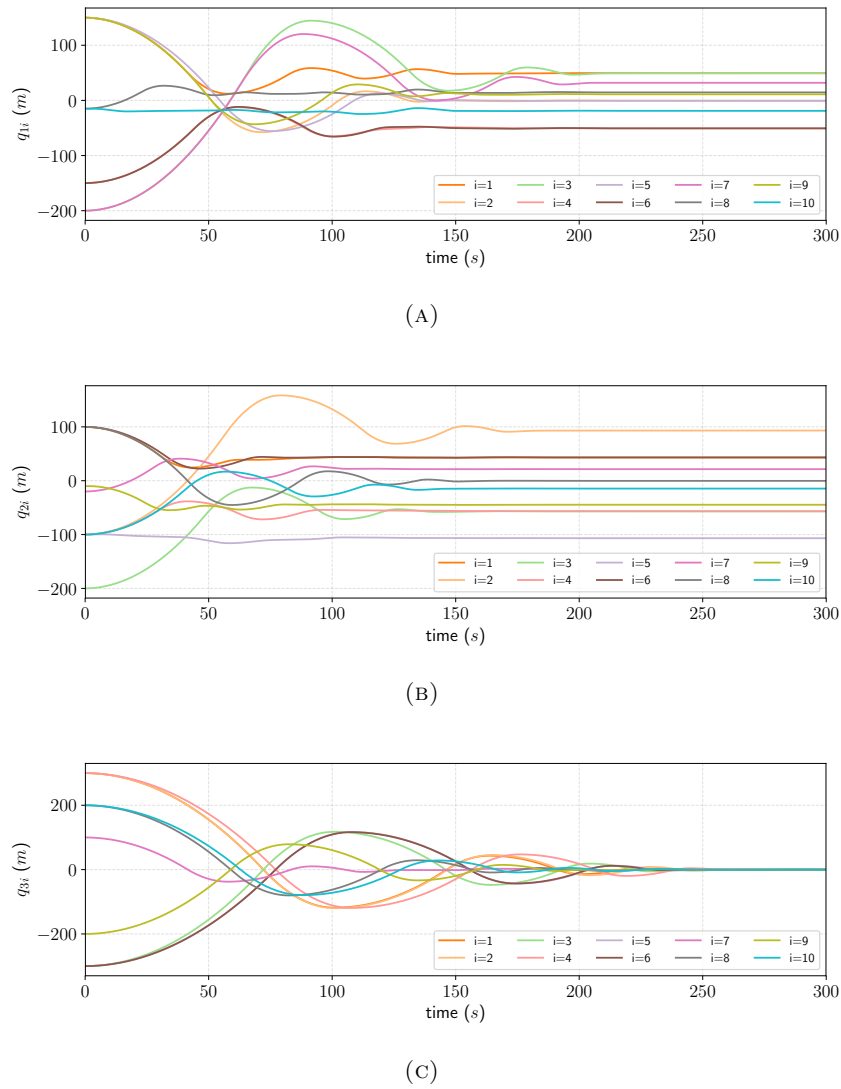 100
0
−100
−200
q1i (m)
0 50 100 150 200 250 300
time (s)
i=1 i=3 i=5 i=7 i=9
i=2 i=4 i=6 i=8 i=10
(A)
100
0
−100
−200
q2i (m)
0 50 100 150 200 250 300
time (s)
i=1 i=3 i=5 i=7 i=9
i=2 i=4 i=6 i=8 i=10
(B)
200
0
−200
q3i (m)
0 50 100 150 200 250 300
time (s)
i=1 i=3 i=5 i=7 i=9
i=2 i=4 i=6 i=8 i=10
(C)